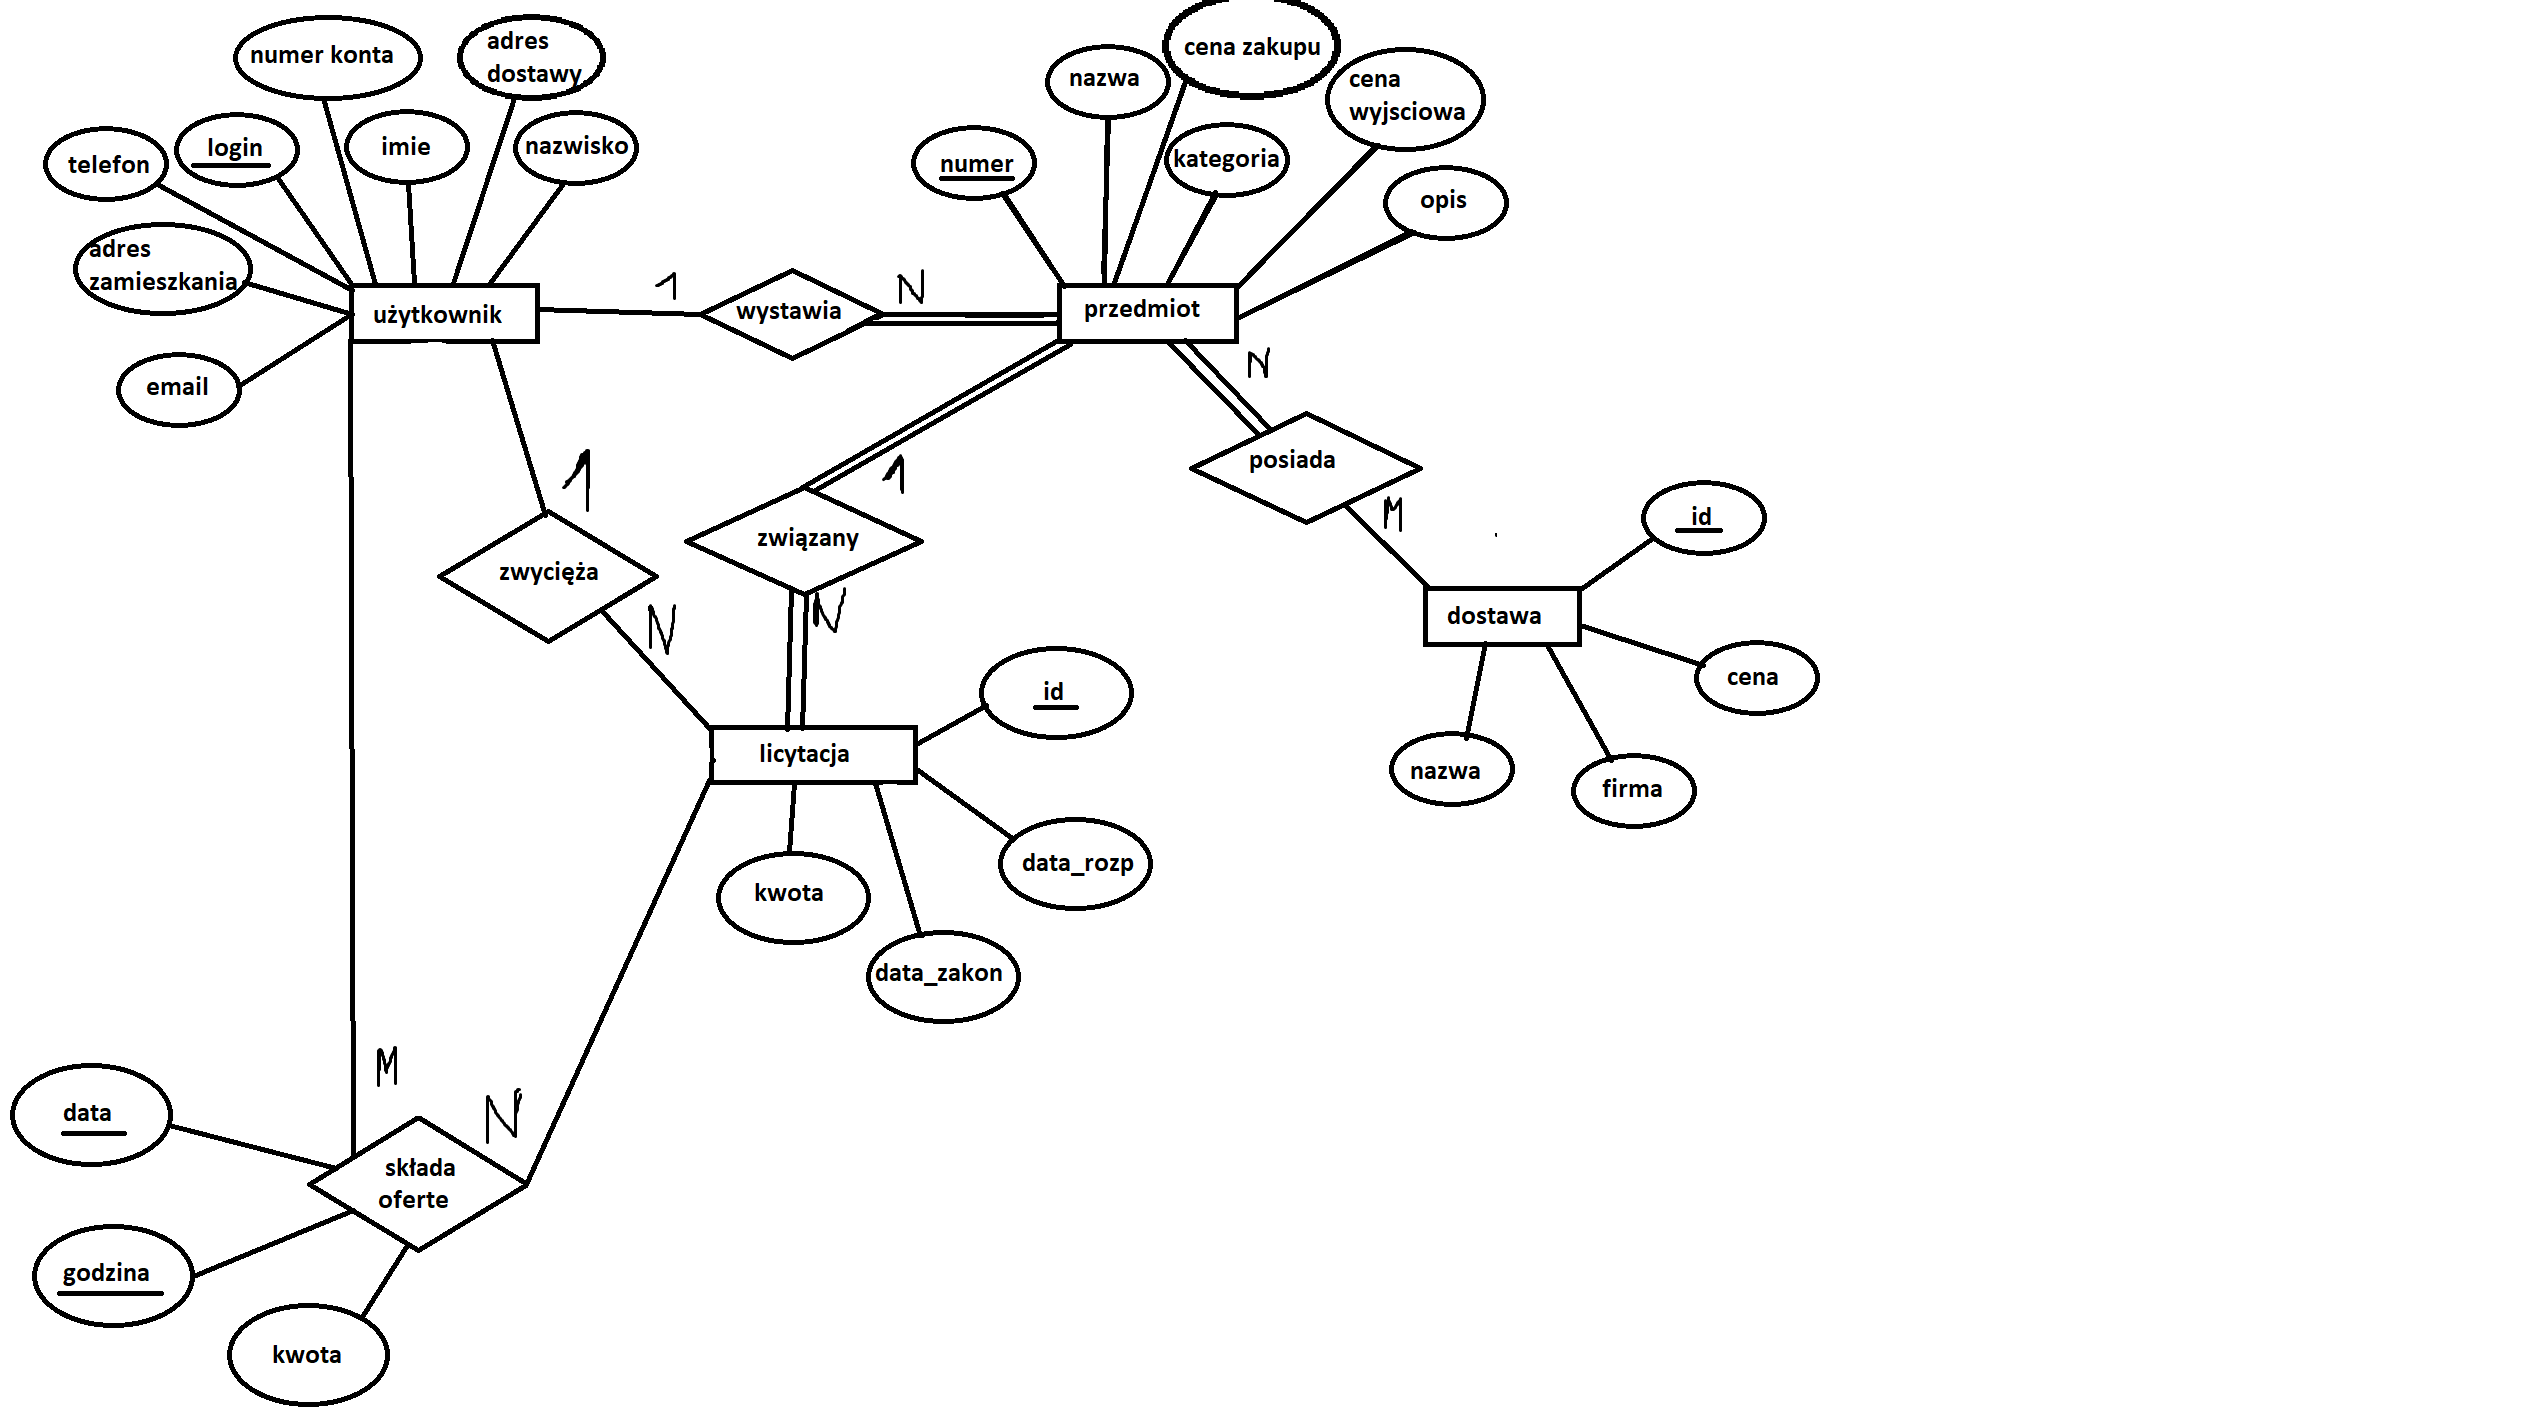 numer konta
adres
dostawy
telefon
login
imie
nazwisko
adres
zamieszkania
email
użytkownik
1
wystawia
N
numer
nazwa
cena zakupu
kategoria
cena
wyjsciowa
opis
przedmiot
N
posiada
M
1
zwycięża
N
1
związany
N
id
dostawa
cena
nazwa
firma
id
licytacja
kwota
data_rozp
data_zakon
M
N
data
składa
oferte
godzina
kwota